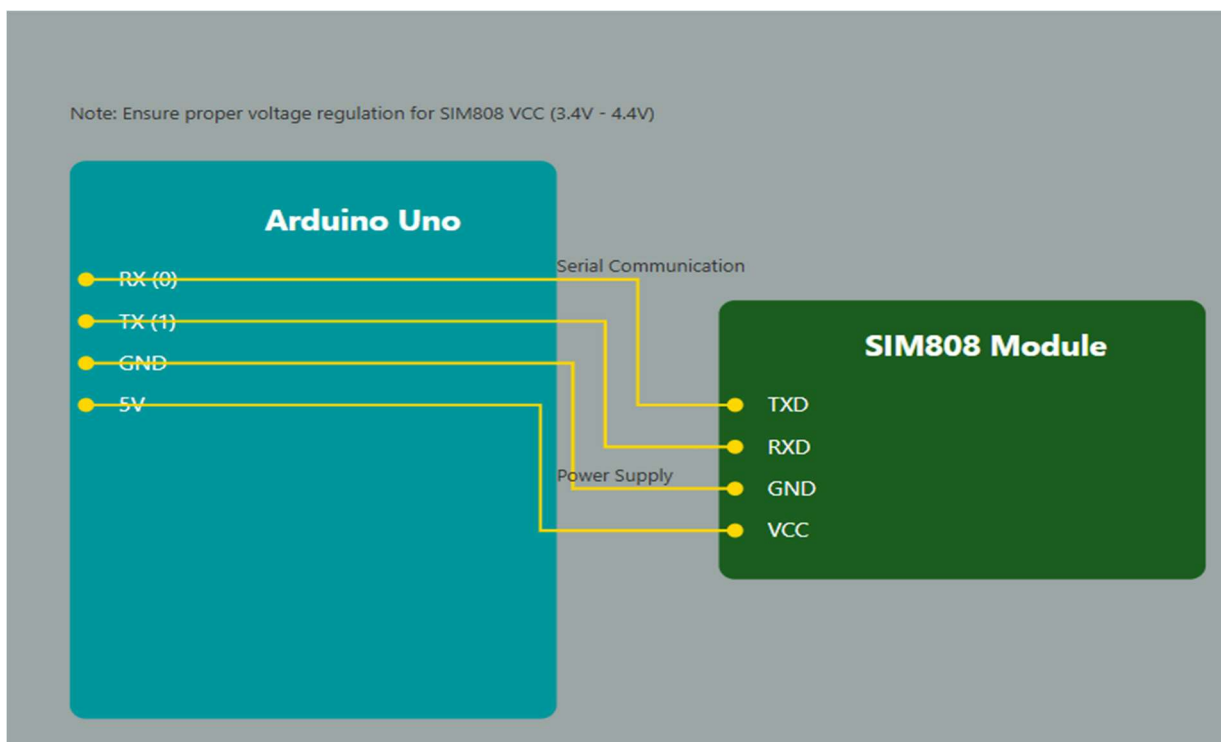 Note: Ensure proper voltage regulation for SIM808 VCC (3.4V - 4.4V)
Arduino Uno
RX (0)
TX (1)
GND
5V
Serial Communication
Power Supply
SIM808 Module
TXD
RXD
GND
VCC